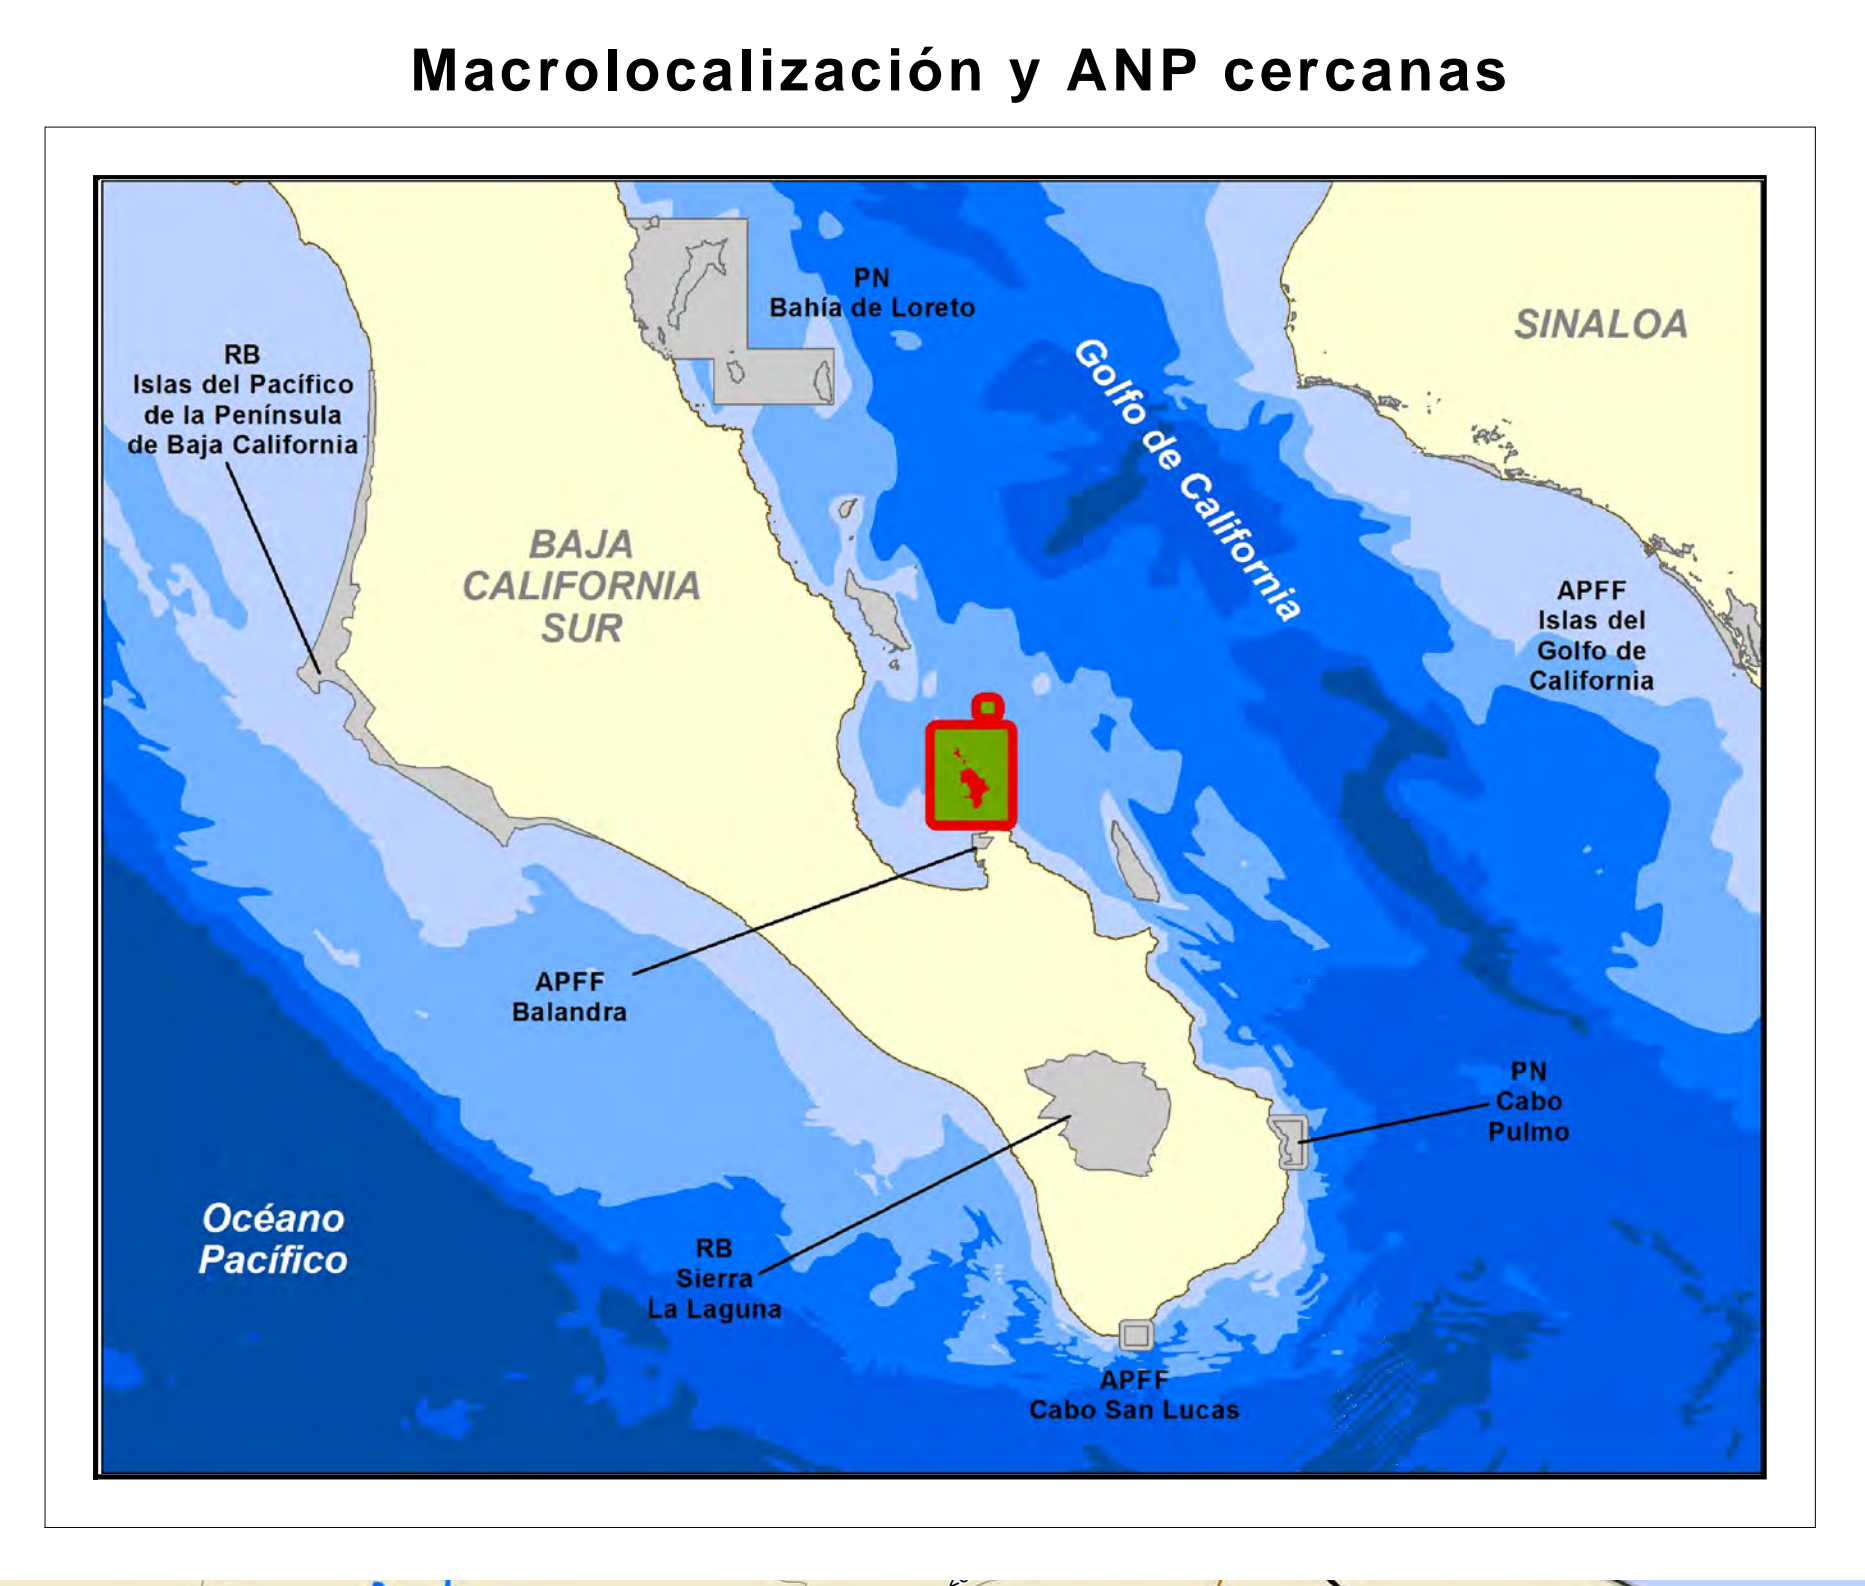 Macrolocalización y ANP cercanas
PN
Bahía de Loreto
SINALOA
RB
Islas del Pacífico
de la Península
de Baja California
Golfo de California
BAJA
CALIFORNIA
SUR
APFF
Islas del
Golfo de
California
APFF
Balandra
PN
Cabo
Pulmo
Océano
Pacífico
RB
Sierra
La Laguna
APFF
Cabo San Lucas